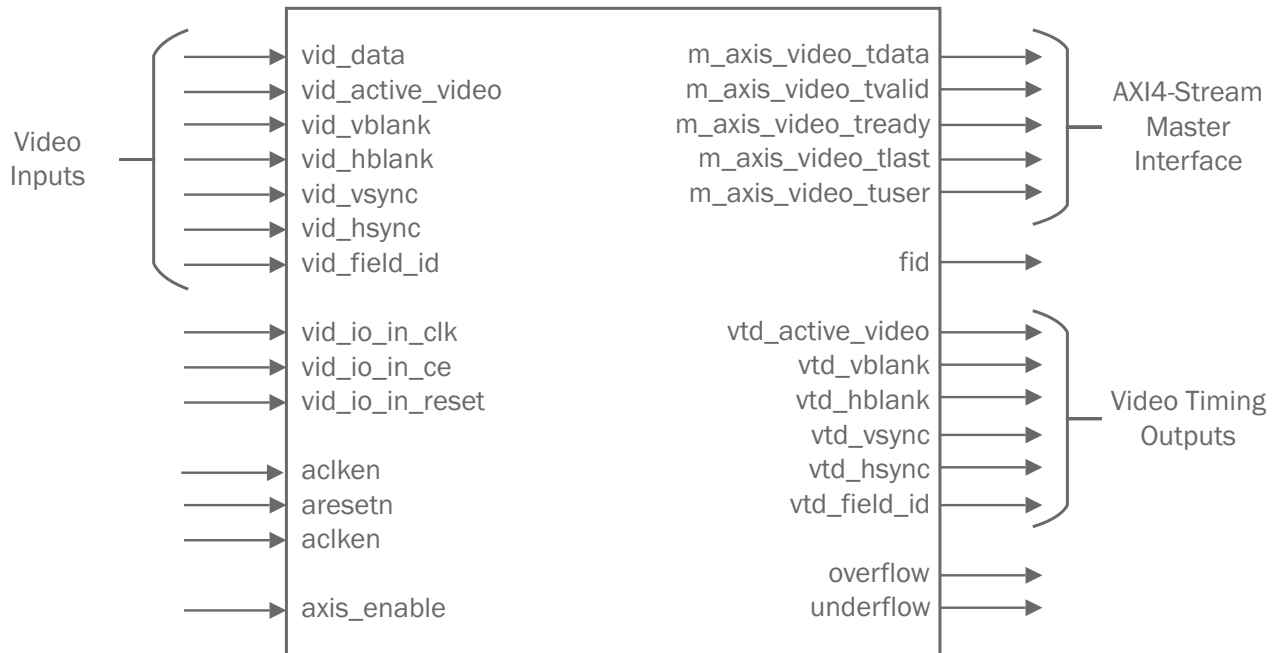 Video
Inputs
vid_data
vid_active_video
vid_vblank
vid_hblank
vid_vsync
vid_hsync
vid_field_id
vid_io_in_clk
vid_io_in_ce
vid_io_in_reset
aclken
aresetn
aclken
axis_enable
m_axis_video_tdata
m_axis_video_tvalid
m_axis_video_tready
m_axis_video_tlast
m_axis_video_tuser
fid
vtd_active_video
vtd_vblank
vtd_hblank
vtd_vsync
vtd_hsync
vtd_field_id
overflow
underflow
AXI4-Stream
Master
Interface
Video Timing
Outputs